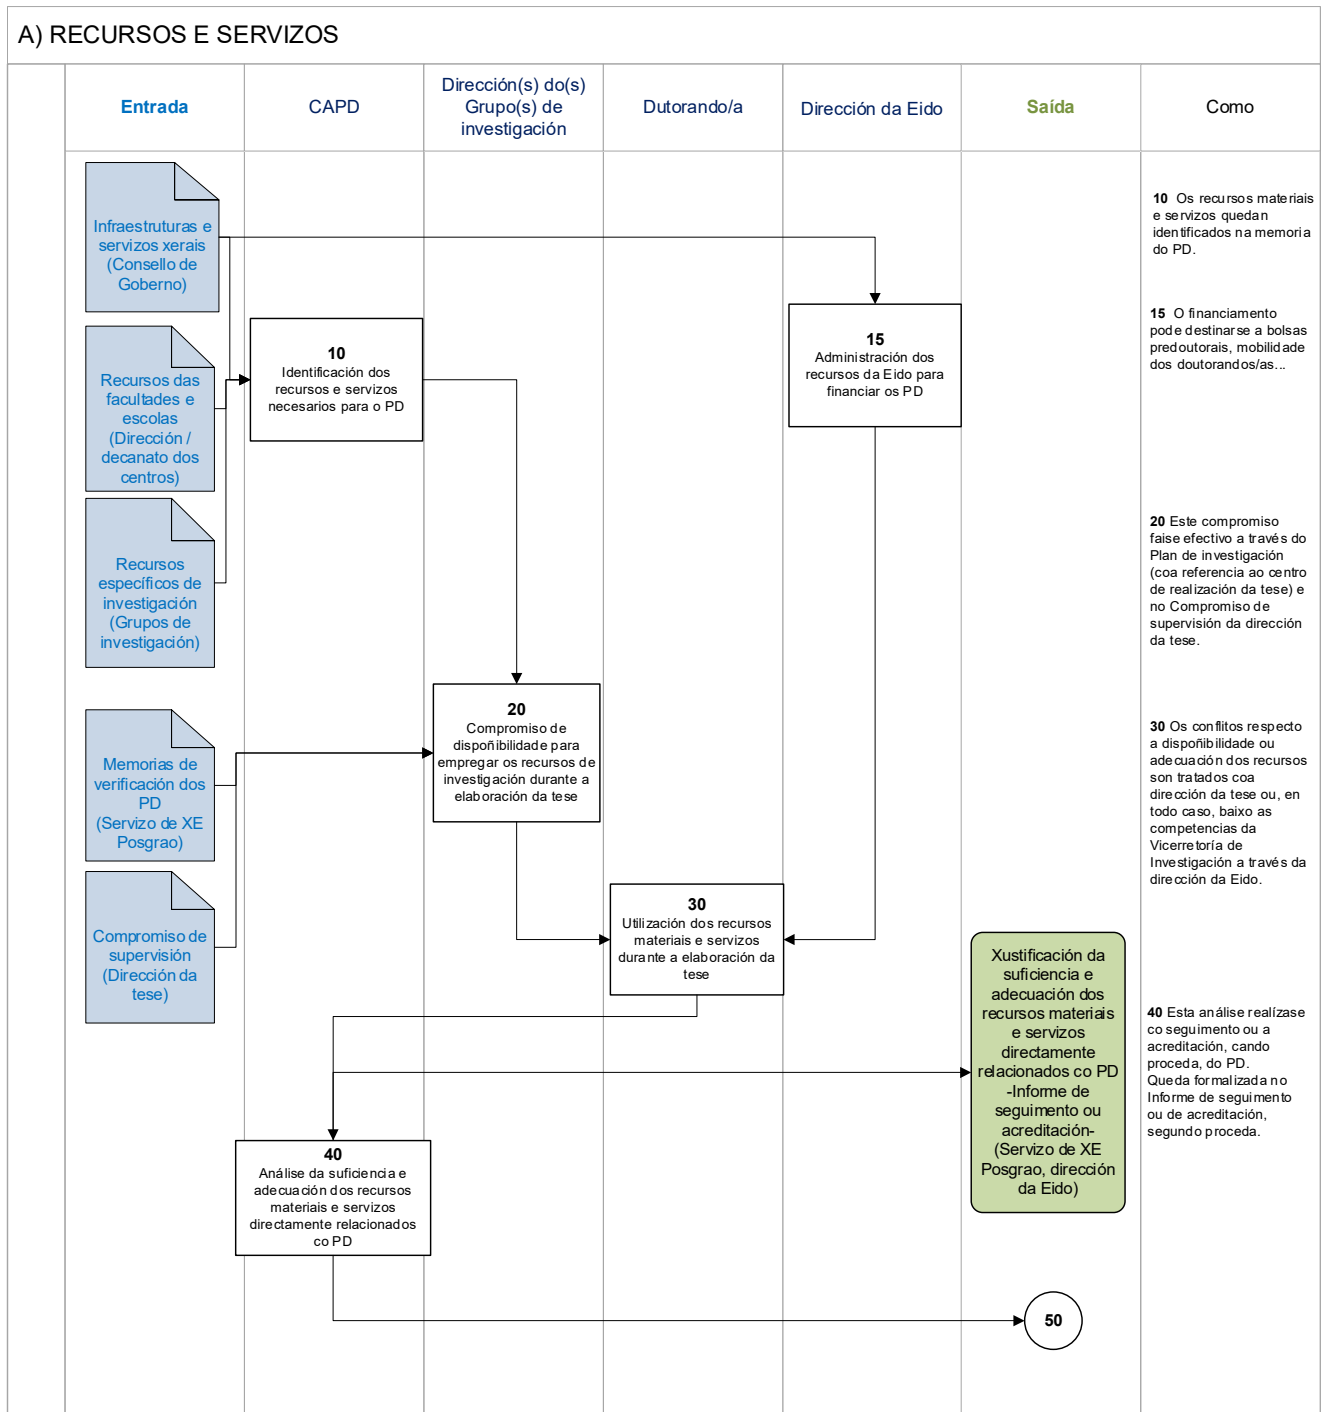 A) RECURSOS E SERVIZOS
Entrada
CAPD
Dirección(s) do(s)
Grupo(s) de
investigación
Dutorando/a
Dirección da Eido
Saída
Como
Infraestruturas e
servizos xerais
(Consello de
Goberno)
Recursos das
facultades e
escolas
(Dirección /
decanato dos
centros)
Recursos
específicos de
investigación
(Grupos de
investigación)
Memorias de
verificación dos
PD
(Servizo de XE
Posgrao)
Compromiso de
supervisión
(Dirección da
tese)
10
Identificación dos
recursos e servizos
necesarios para o PD
15
Administración dos
recursos da Eido para
financiar os PD
20
Compromiso de
dispoñibilidade para
empregar os recursos de
investigación durante a
elaboración da tese
30
Utilización dos recursos
materiais e servizos
durante a elaboración da
tese
40
Análise da suficiencia e
adecuación dos recursos
materiais e servizos
directamente relacionados
co PD
Xustificación da
suficiencia e
adecuación dos
recursos materiais
e servizos
directamente
relacionados co PD
-Informe de
seguimento ou
acreditación-
(Servizo de XE
Posgrao, dirección
da Eido)
50
10 Os recursos materiais
e servizos quedan
identificados na memoria
do PD.
15 O financiamento
pode destinarse a bolsas
predoutorais, mobilidade
dos doutorandos/as...
20 Este compromiso
faise efectivo a través do
Plan de investigación
(coa referencia ao centro
de realización da tese) e
no Compromiso de
supervisión da dirección
da tese.
30 Os conflitos respecto
a dispoñibilidade ou
adecuación dos recursos
son tratados coa
dirección da tese ou, en
todo caso, baixo as
competencias da
Vicerretoría de
Investigación a través da
dirección da Eido.
40 Esta análise realízase
co seguimento ou a
acreditación, cando
proceda, do PD.
Queda formalizada no
Informe de seguimento
ou de acreditación,
segundo proceda.